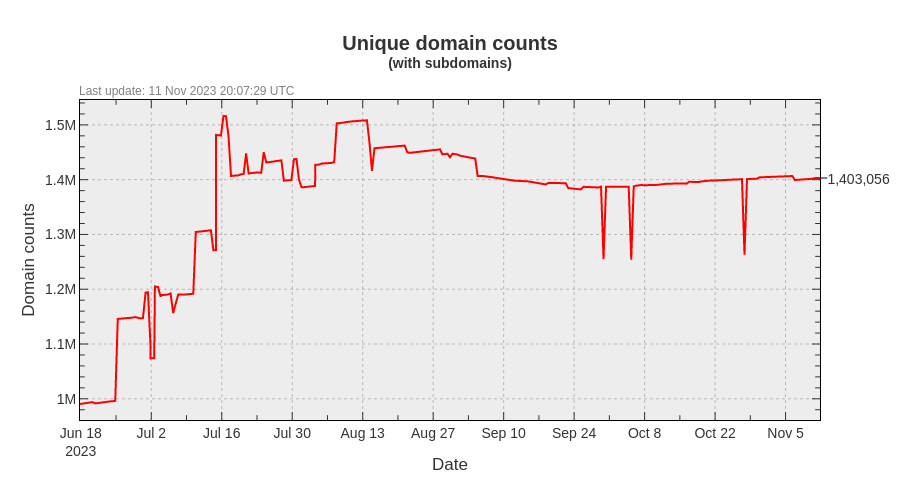 Unique domain counts
(with subdomains)
Last update: 11 Nov 2023 20:07:29 UTC
1.5M
1.4M
1.3M
1.2M
1.1M
1M
Domain counts
1,403,056
Jun 18 Jul 2 Jul 16 Jul 30 Aug 13 Aug 27 Sep 10 Sep 24 Oct 8 Oct 22 Nov 5
2023
Date